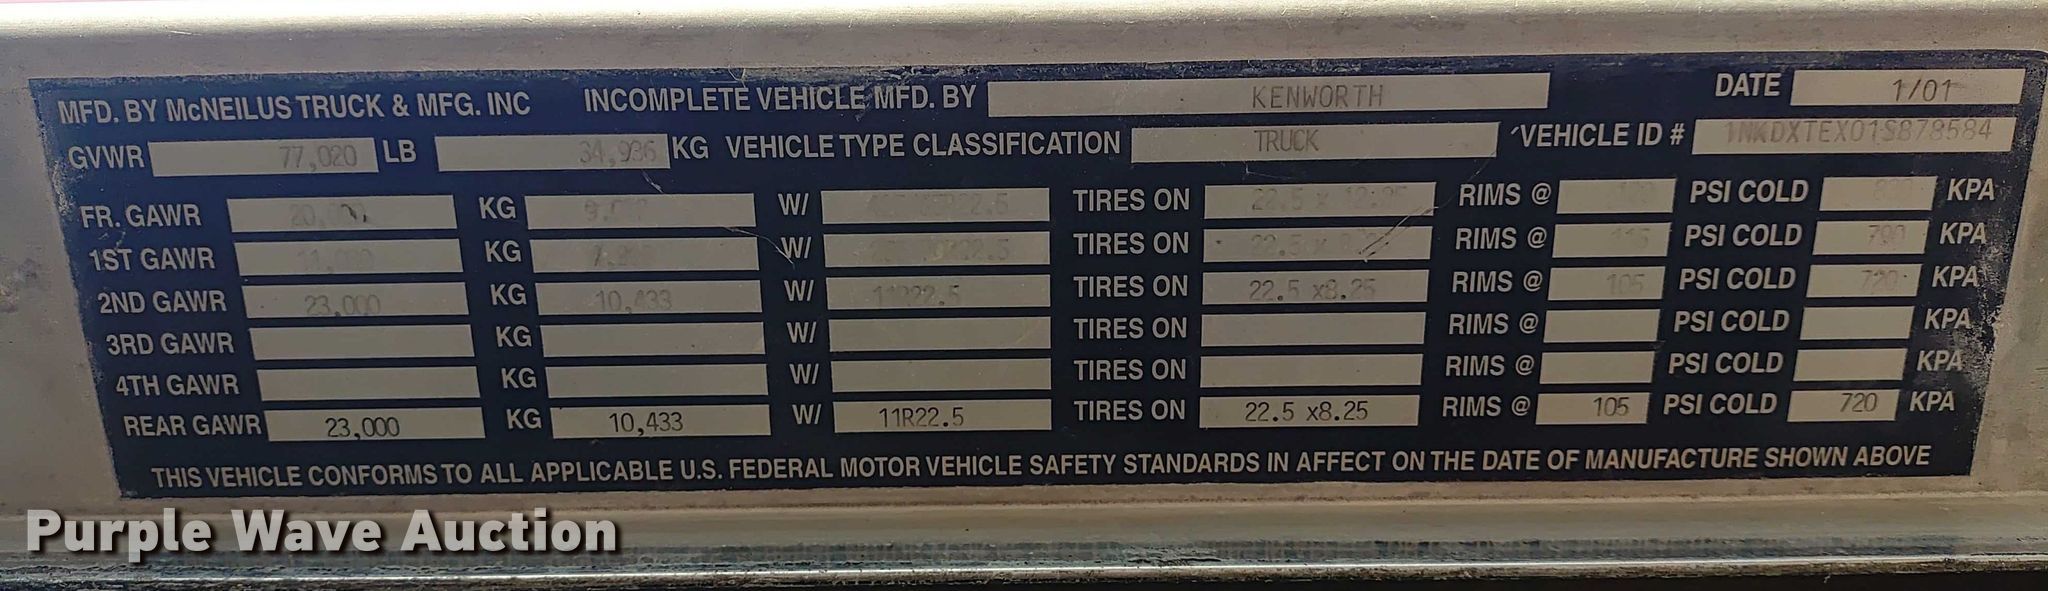 MFD. BY McNEILUS TRUCK & MFG. INC INCOMPLETE VEHICLE MFD. BY KENWORTH DATE 1/01
GVWR 77,020 LB 34,936 KG VEHICLE TYPE CLASSIFICATION TRUCK VEHICLE ID # 1NKDXTEX01S878584
FR. GAWR KG W/ TIRES ON 22.5 x 12.25 RIMS @ PSI COLD KPA
1ST GAWR KG W/ TIRES ON RIMS @ 115 PSI COLD 790 KPA
2ND GAWR 23,000 KG 10,433 W/ 11R22.5 TIRES ON 22.5 x8.25 RIMS @ 105 PSI COLD 720 KPA
3RD GAWR KG W/ TIRES ON RIMS @ PSI COLD KPA
4TH GAWR KG W/ TIRES ON RIMS @ PSI COLD KPA
REAR GAWR 23,000 KG 10,433 W/ 11R22.5 TIRES ON 22.5 x8.25 RIMS @ 105 PSI COLD 720 KPA
THIS VEHICLE CONFORMS TO ALL APPLICABLE U.S. FEDERAL MOTOR VEHICLE SAFETY STANDARDS IN AFFECT ON THE DATE OF MANUFACTURE SHOWN ABOVE
Purple Wave Auction